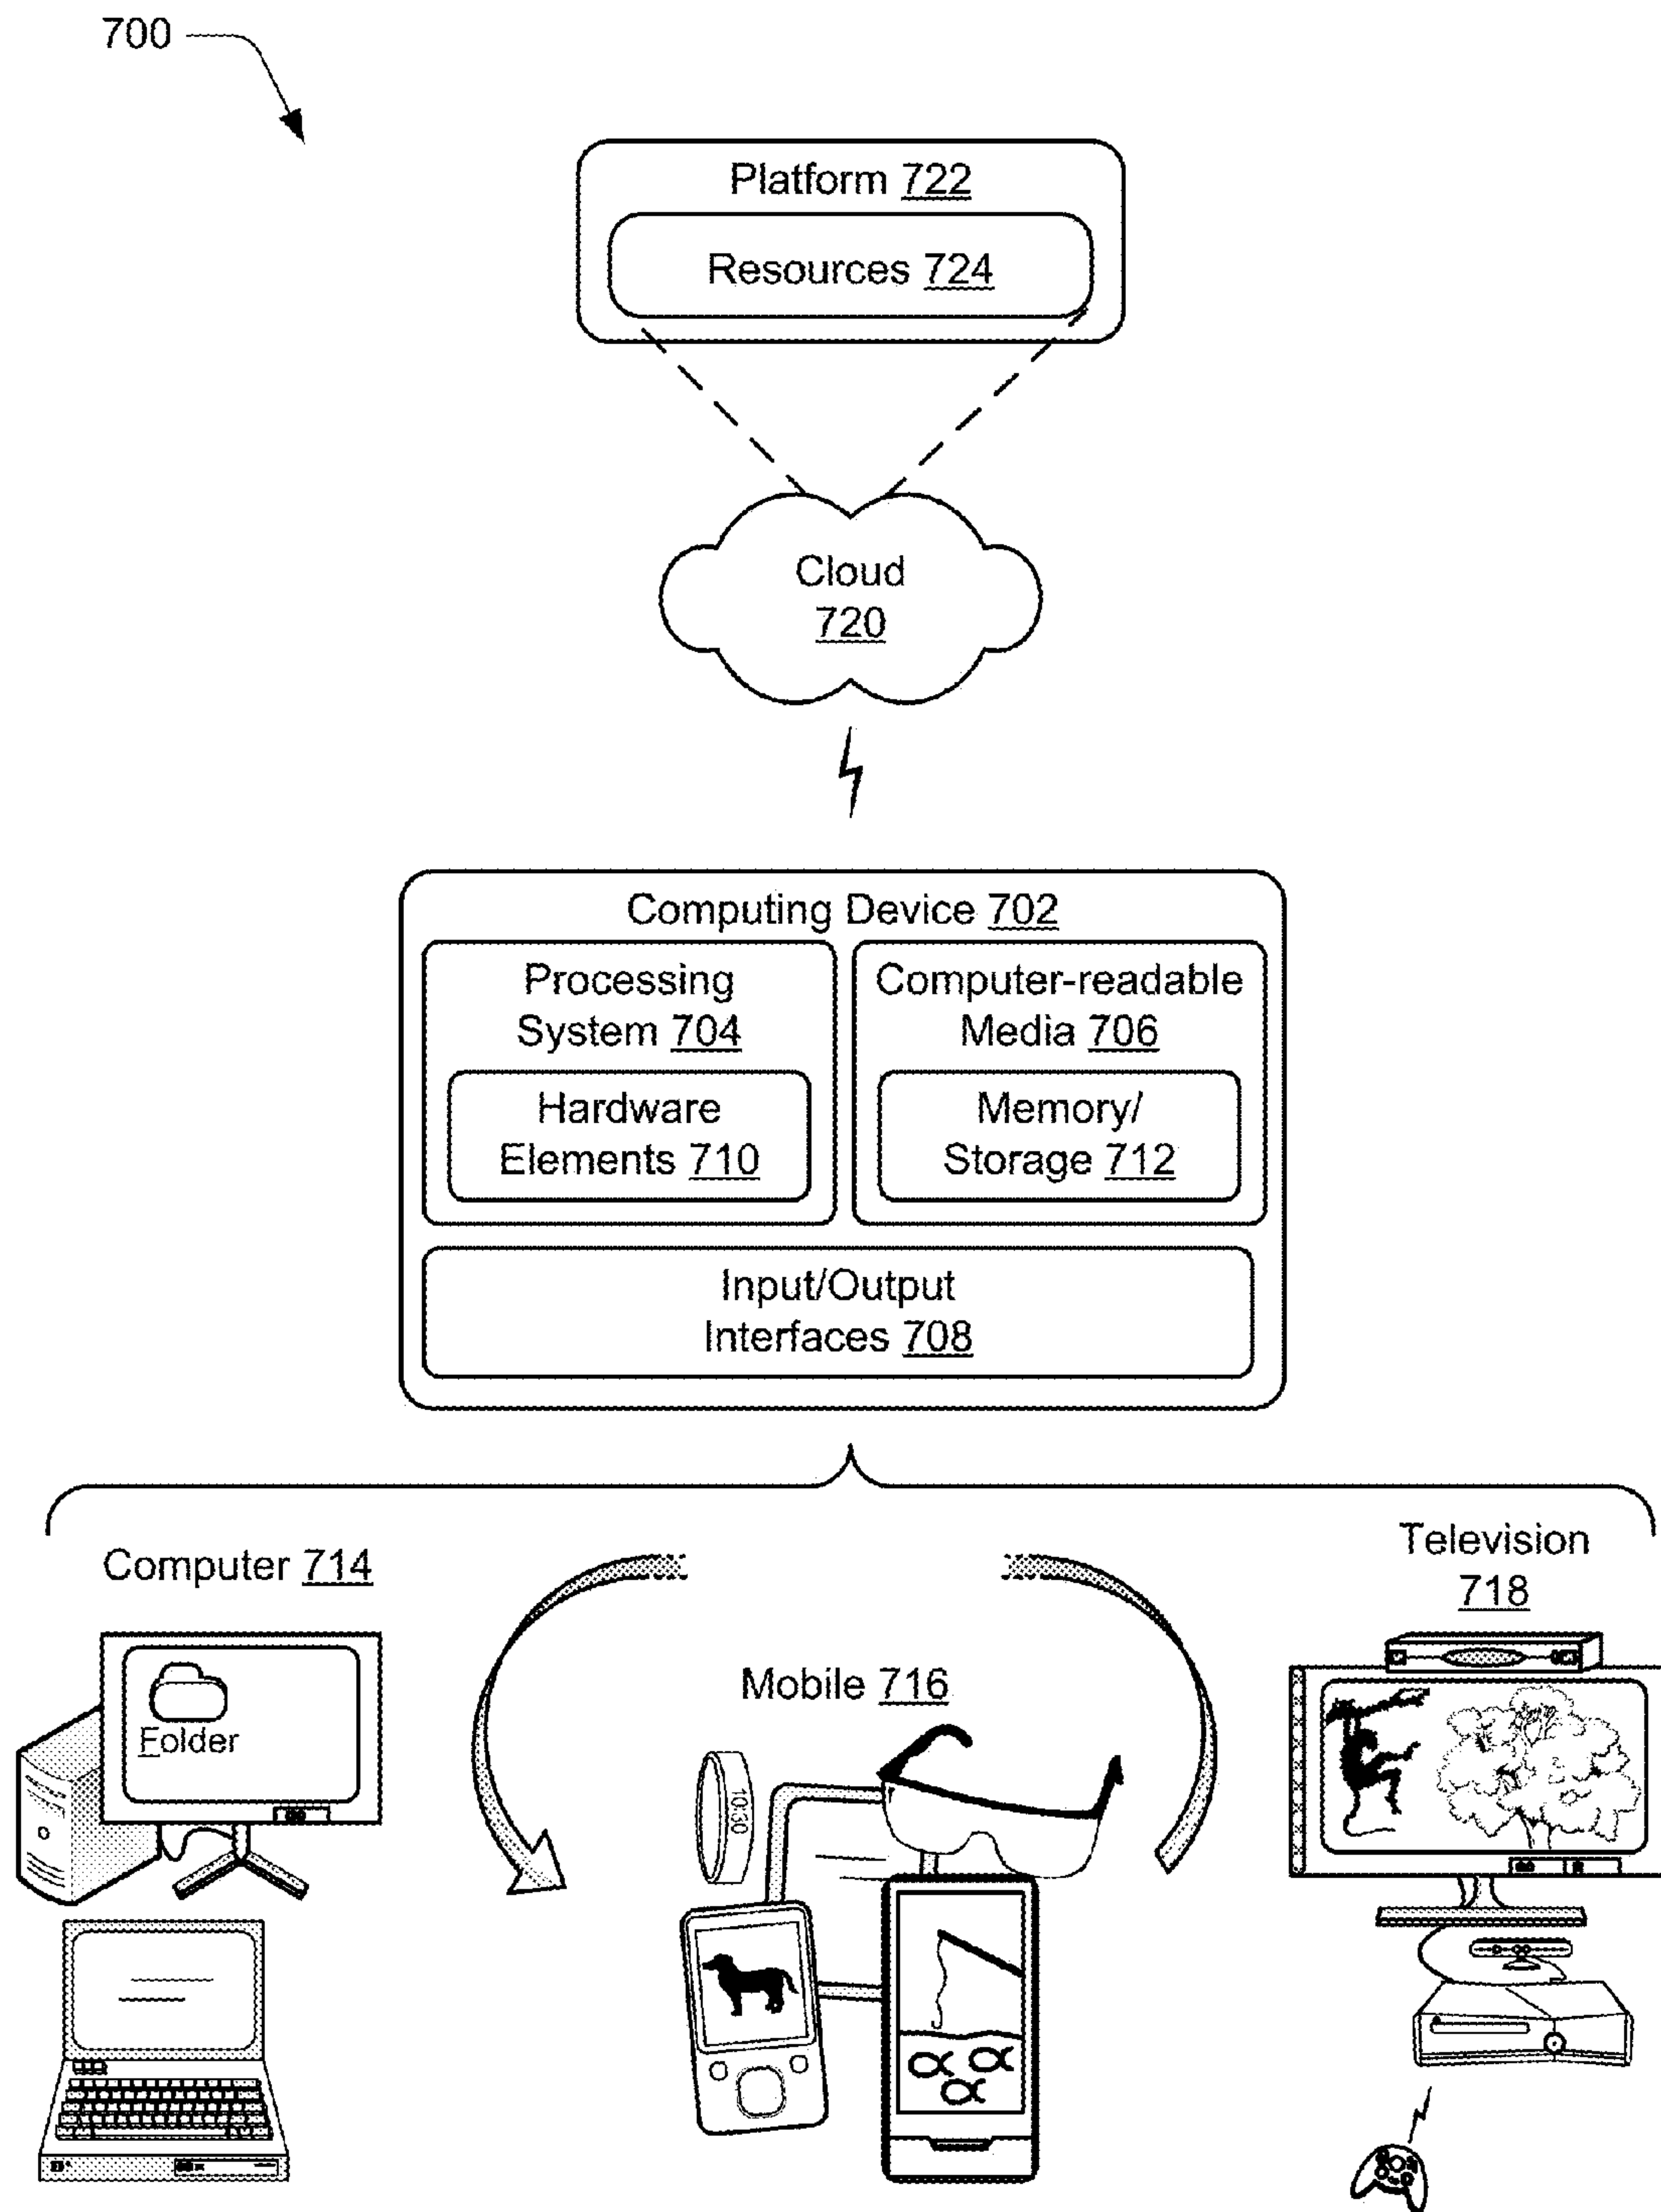 700
Platform 722
Resources 724
Cloud
720
Computing Device 702
Processing
System 704
Computer-readable
Media 706
Hardware
Elements 710
Memory/
Storage 712
Input/Output
Interfaces 708
Computer 714
Television
718
Mobile 716
Folder
10:30